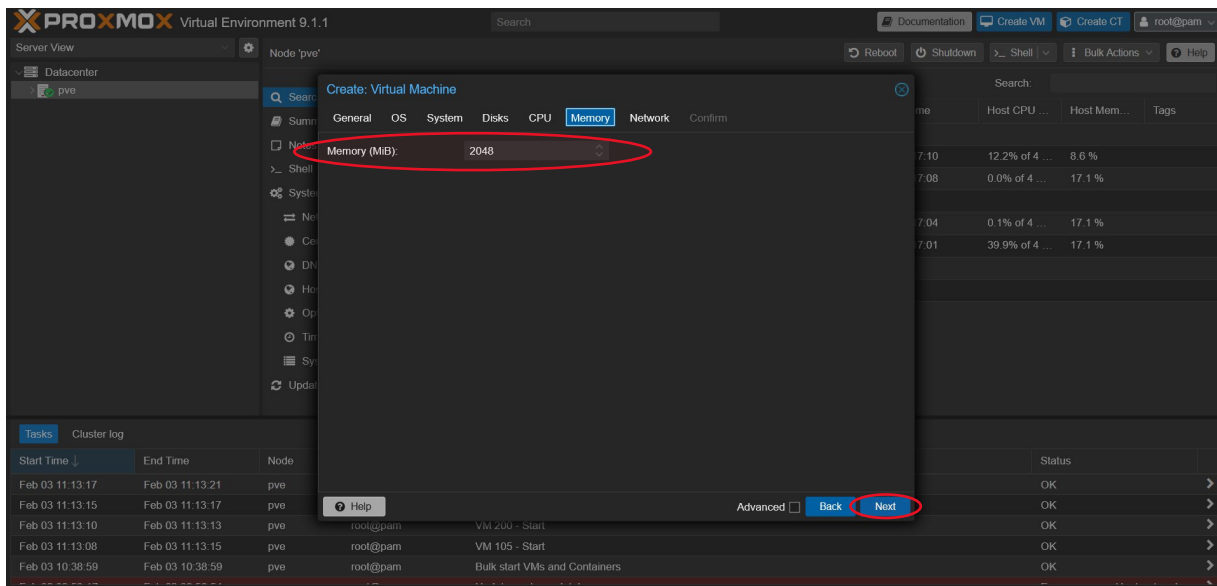 PROXMOX Virtual Environment 9.1.1 Search Documentation Create VM Create CT root@pam
Server View Node 'pve' Reboot Shutdown >_ Shell Bulk Actions Help
Datacenter Search:
pve Create: Virtual Machine
General OS System Disks CPU Memory Network Confirm Host CPU ... Host Mem... Tags
Memory (MiB): 2048
>_ Shell 7:10 12.2% of 4 ... 8.6 %
7:08 0.0% of 4 ... 17.1 %
7:04 0.1% of 4 ... 17.1 %
7:01 39.9% of 4 ... 17.1 %
Tasks Cluster log
Start Time End Time Node Status
Feb 03 11:13:17 Feb 03 11:13:21 pve OK
Help Advanced Back Next
Feb 03 11:13:15 Feb 03 11:13:17 pve OK
Feb 03 11:13:10 Feb 03 11:13:13 pve root@pam VM 200 - Start OK
Feb 03 11:13:08 Feb 03 11:13:15 pve root@pam VM 105 - Start OK
Feb 03 10:38:59 Feb 03 10:38:59 pve root@pam Bulk start VMs and Containers OK